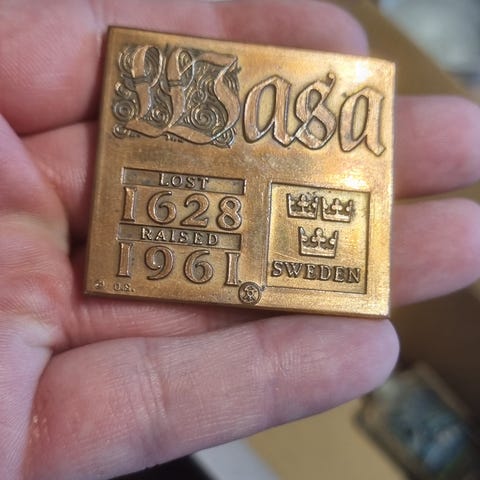 Wasa
LOST
1628
RAISED
1961
SWEDEN